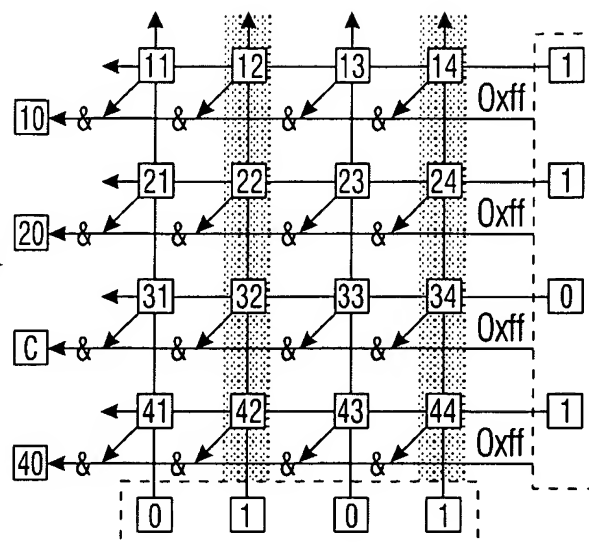 11 12 13 14 1
0xff
10 & & & &
21 22 23 24 1
0xff
20 & & & &
31 32 33 34 0
0xff
C & & & &
41 42 43 44 1
0xff
40 & & & &
0 1 0 1